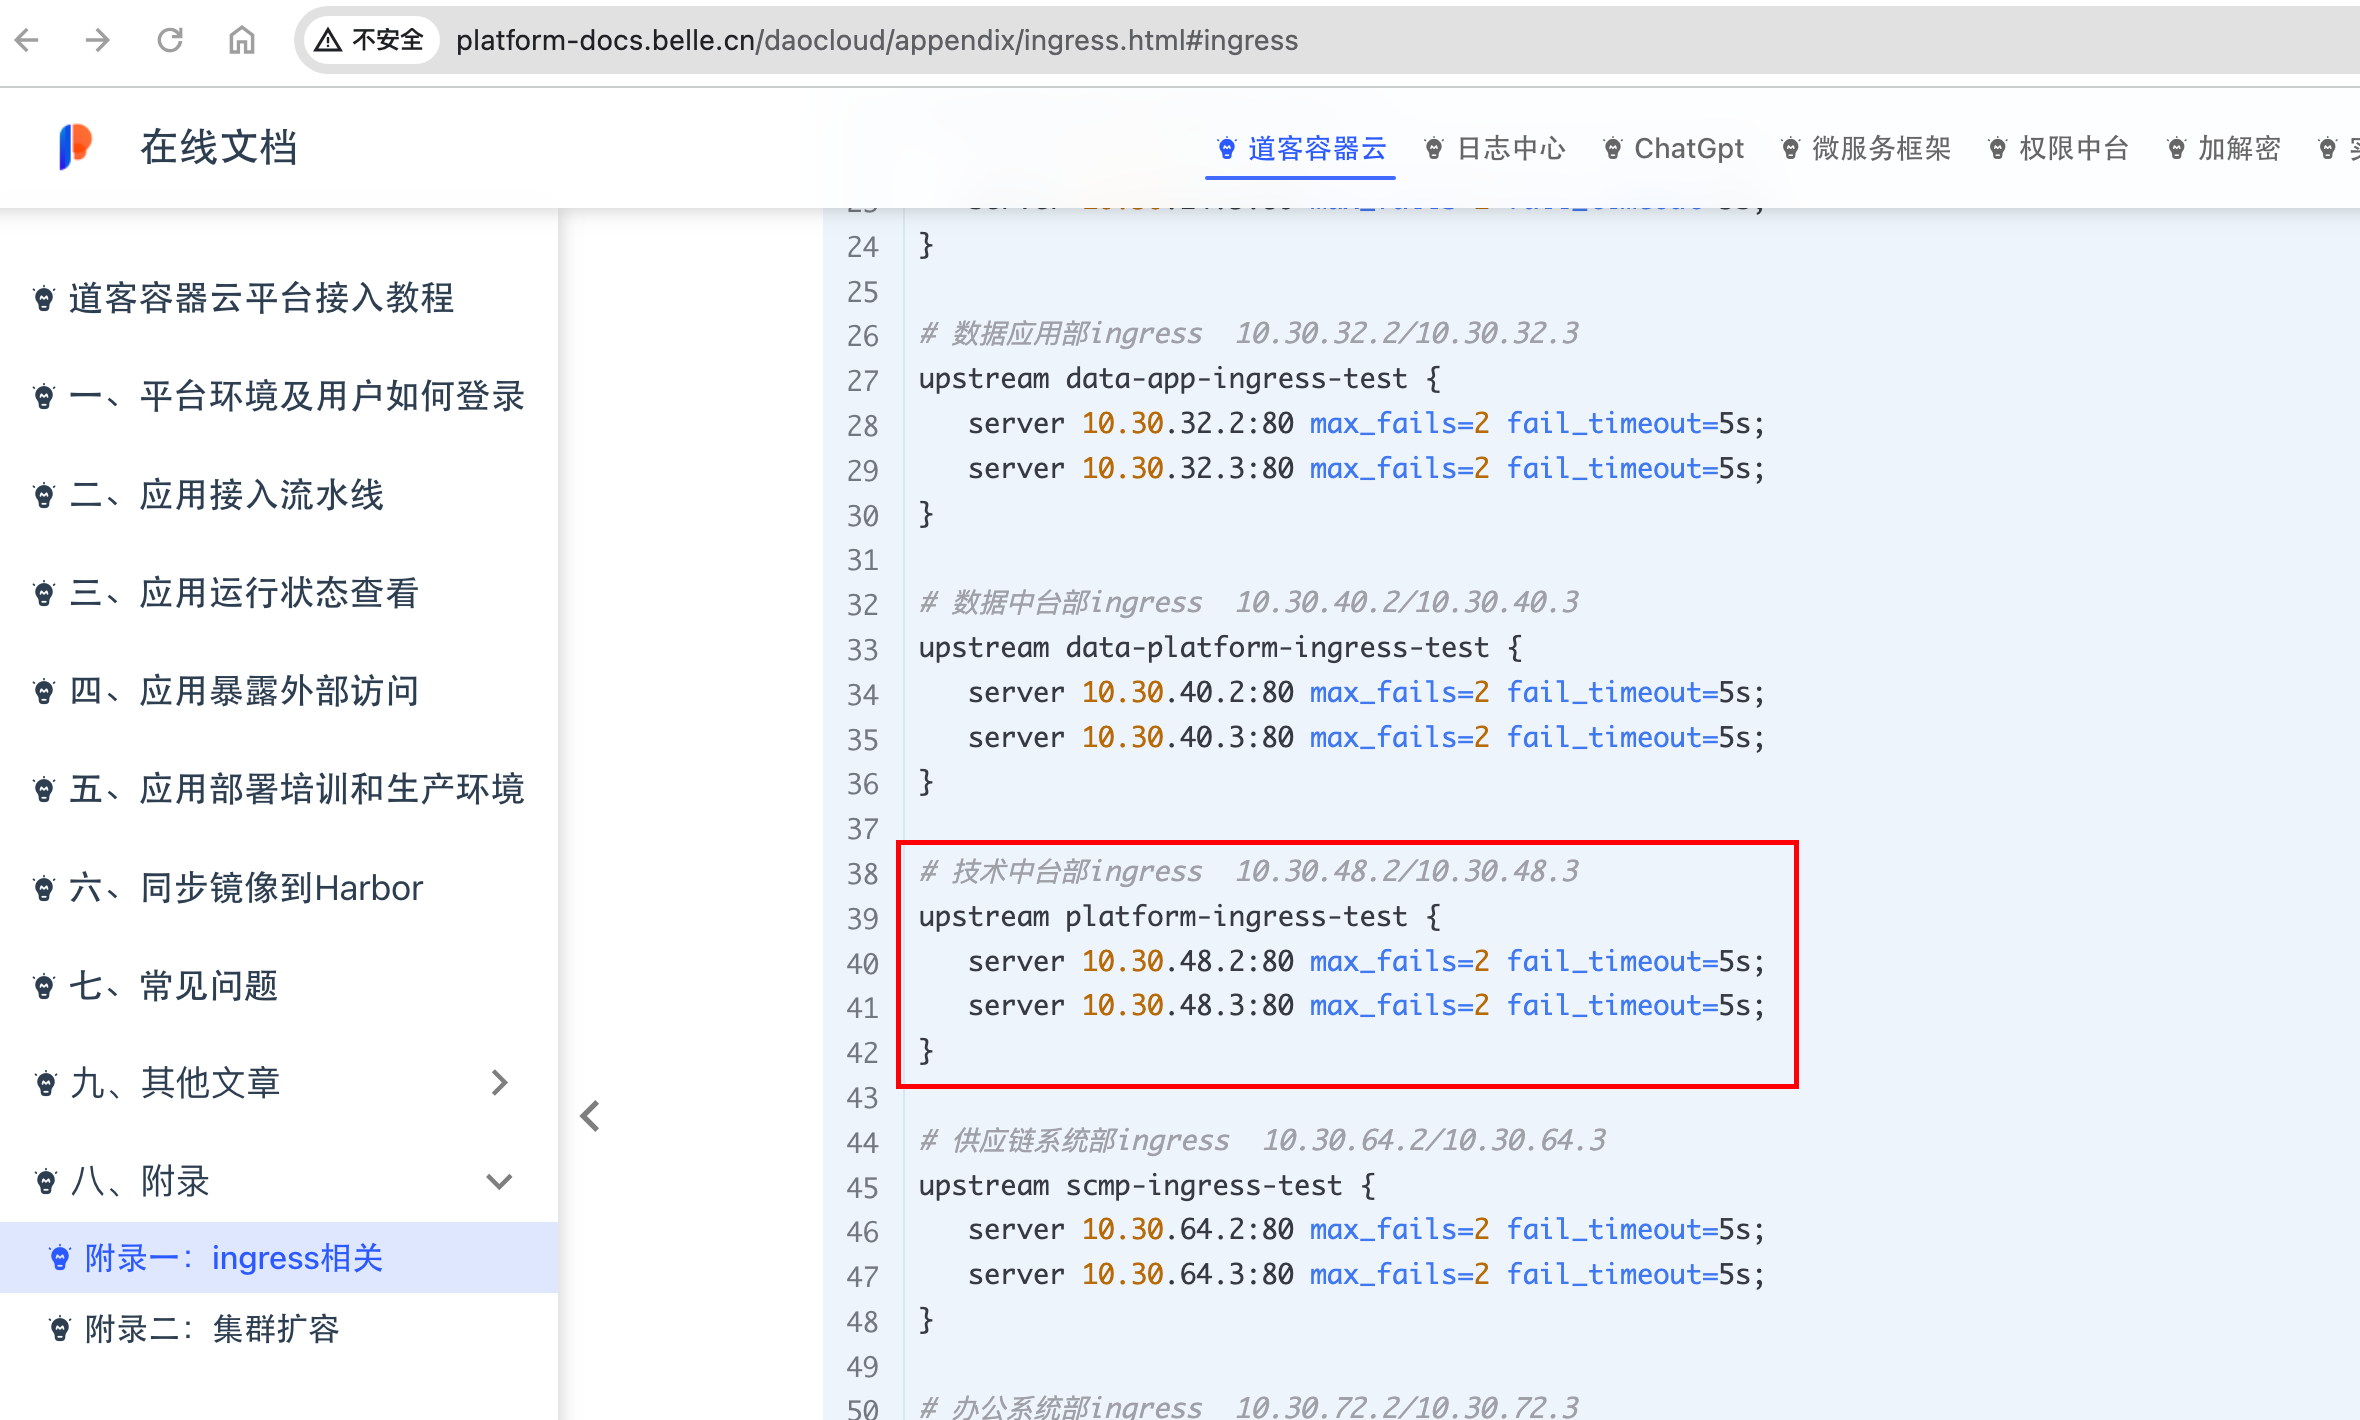 不安全 platform-docs.belle.cn/daocloud/appendix/ingress.html#ingress
在线文档
道客容器云 日志中心 ChatGpt 微服务框架 权限中台 加解密
道客容器云平台接入教程
一、平台环境及用户如何登录
二、应用接入流水线
三、应用运行状态查看
四、应用暴露外部访问
五、应用部署培训和生产环境
六、同步镜像到Harbor
七、常见问题
九、其他文章
八、附录
附录一：ingress相关
附录二：集群扩容
24 }
25
26 # 数据应用部ingress  10.30.32.2/10.30.32.3
27 upstream data-app-ingress-test {
28    server 10.30.32.2:80 max_fails=2 fail_timeout=5s;
29    server 10.30.32.3:80 max_fails=2 fail_timeout=5s;
30 }
31
32 # 数据中台部ingress  10.30.40.2/10.30.40.3
33 upstream data-platform-ingress-test {
34    server 10.30.40.2:80 max_fails=2 fail_timeout=5s;
35    server 10.30.40.3:80 max_fails=2 fail_timeout=5s;
36 }
37
38 # 技术中台部ingress  10.30.48.2/10.30.48.3
39 upstream platform-ingress-test {
40    server 10.30.48.2:80 max_fails=2 fail_timeout=5s;
41    server 10.30.48.3:80 max_fails=2 fail_timeout=5s;
42 }
43
44 # 供应链系统部ingress  10.30.64.2/10.30.64.3
45 upstream scmp-ingress-test {
46    server 10.30.64.2:80 max_fails=2 fail_timeout=5s;
47    server 10.30.64.3:80 max_fails=2 fail_timeout=5s;
48 }
49
50 # 办公系统部ingress  10.30.72.2/10.30.72.3